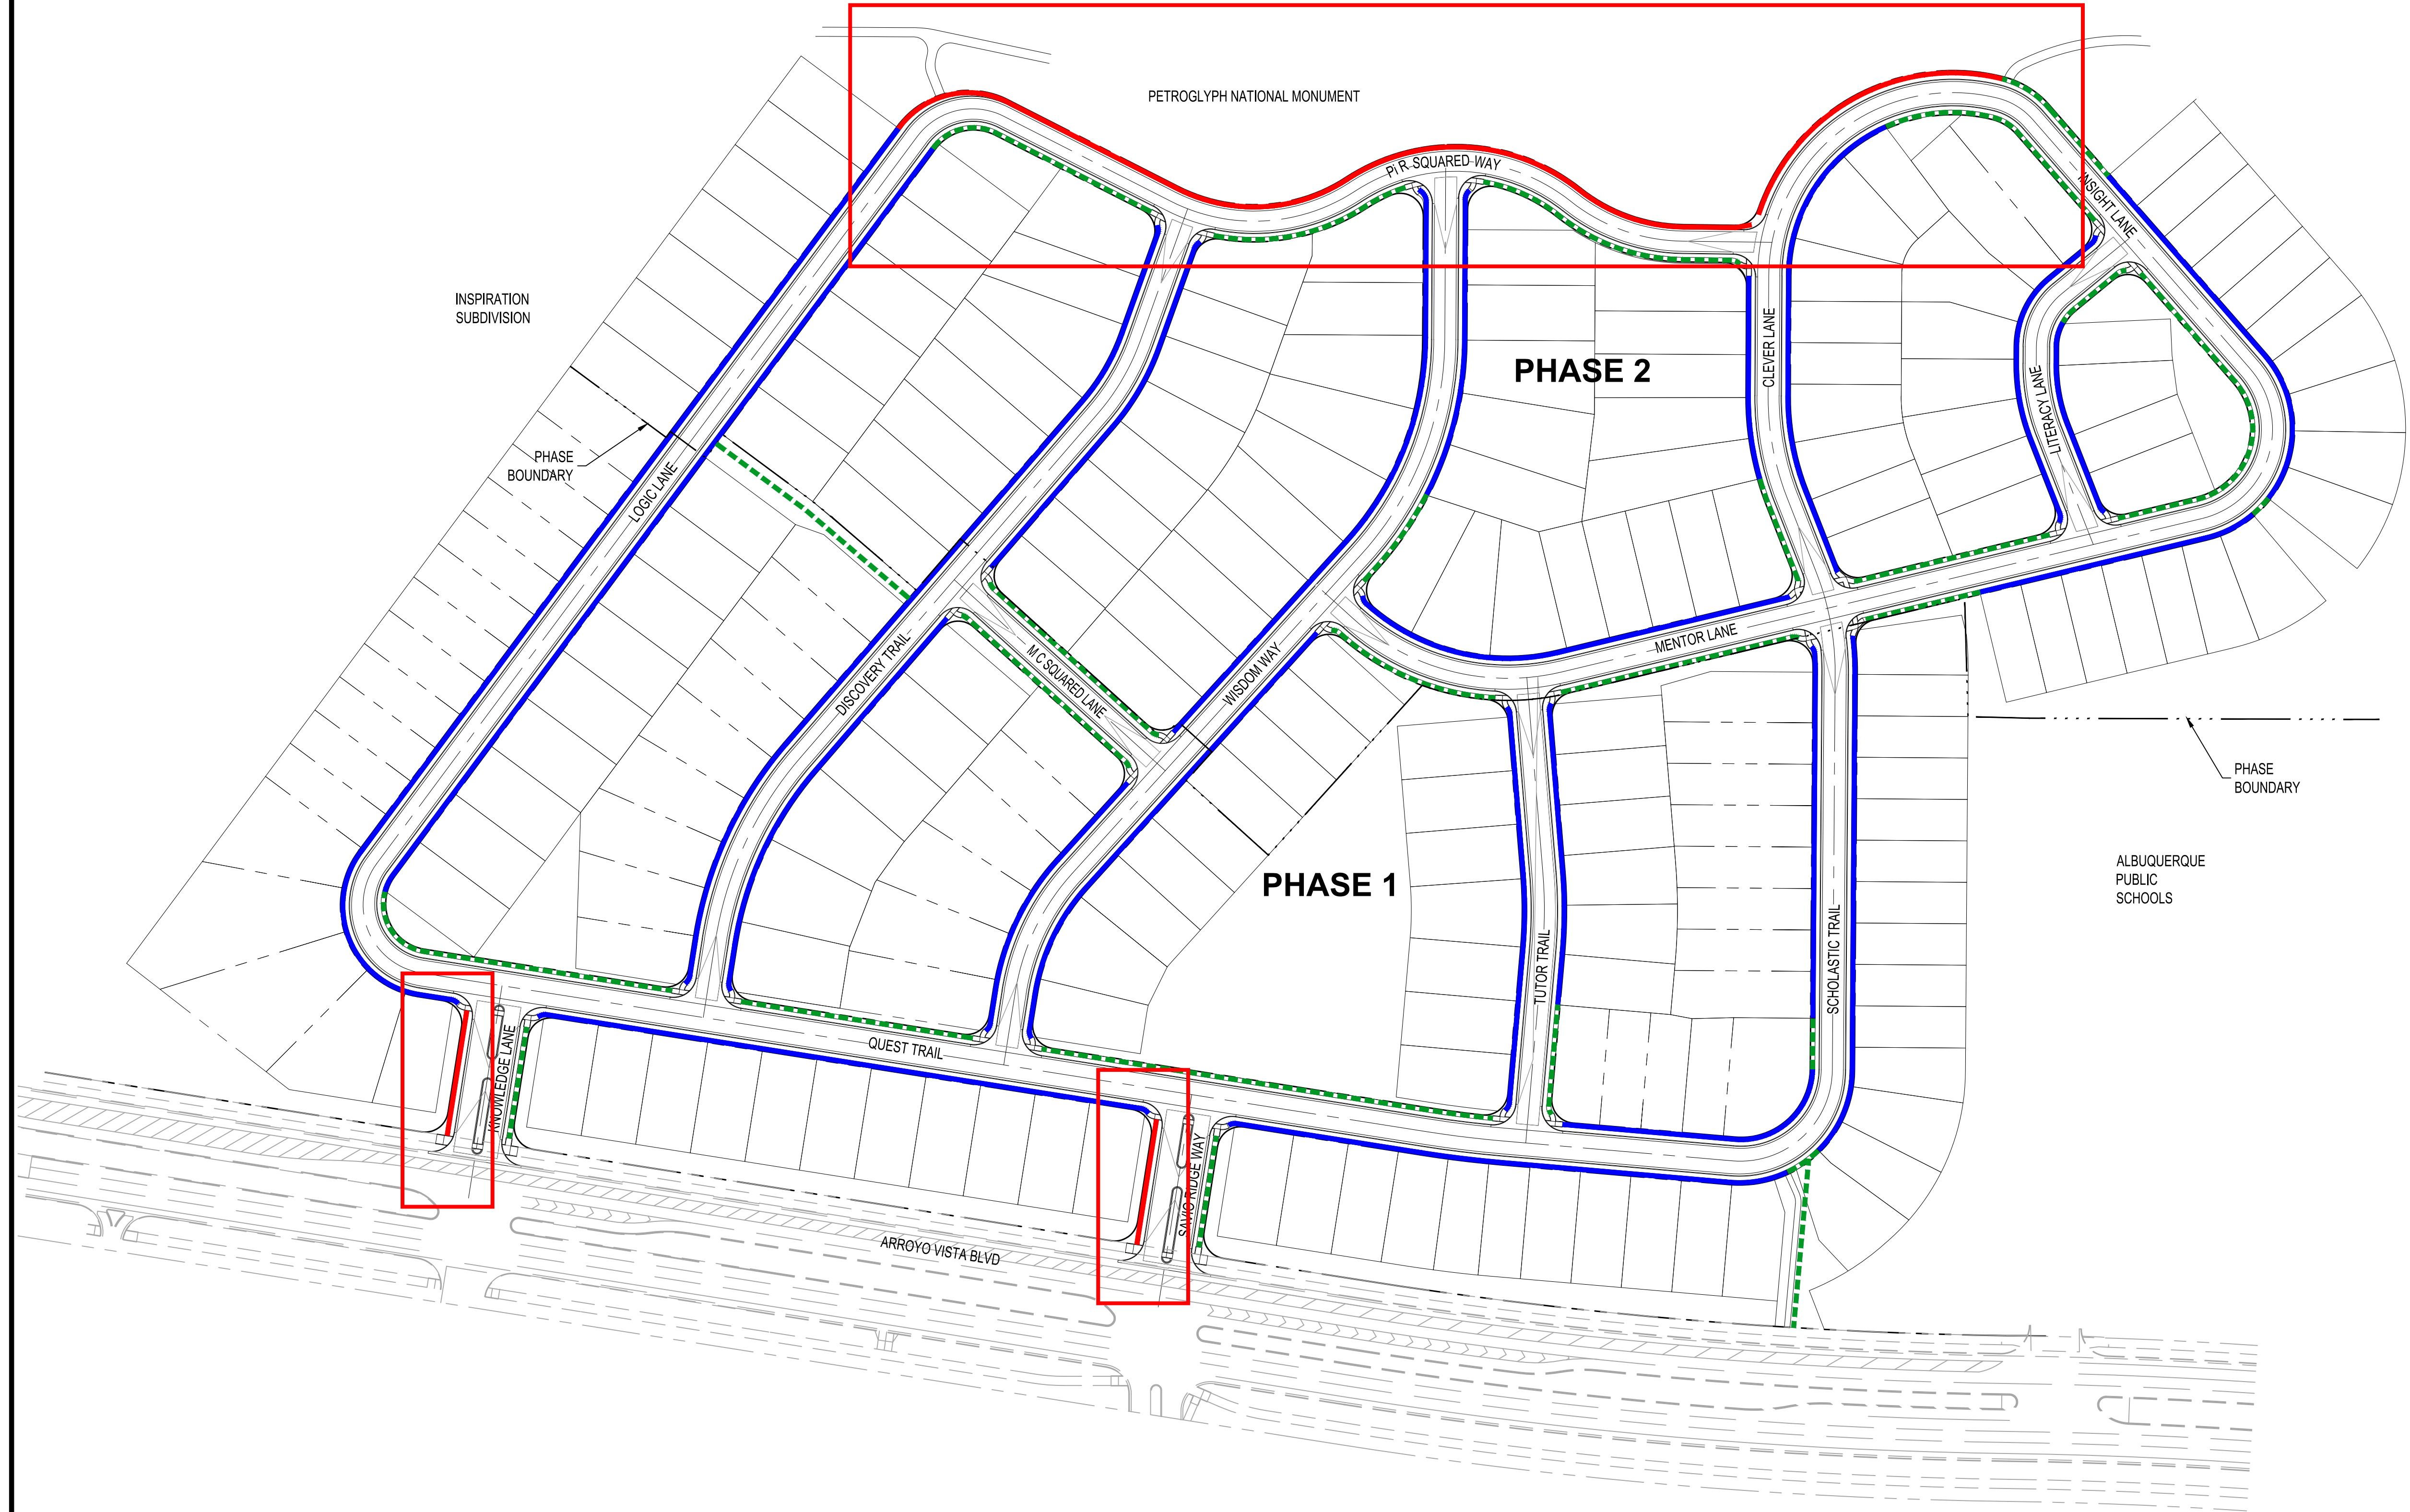 PETROGLYPH NATIONAL MONUMENT
Pi R SQUARED WAY
INSIGHT LANE
INSPIRATION
SUBDIVISION
CLEVER LANE
PHASE 2
LITERACY LANE
PHASE
BOUNDARY
LOGIC LANE
DISCOVERY TRAIL
M C SQUARED LANE
WISDOM WAY
MENTOR LANE
PHASE
BOUNDARY
PHASE 1
ALBUQUERQUE
PUBLIC
SCHOOLS
TUTOR TRAIL
SCHOLASTIC TRAIL
QUEST TRAIL
KNOWLEDGE LANE
SAVIO RIDGE WAY
ARROYO VISTA BLVD